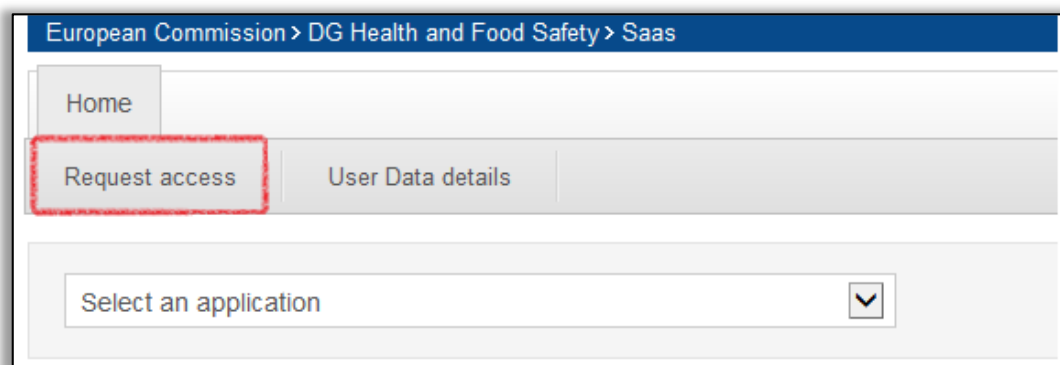 European Commission > DG Health and Food Safety > Saas
Home
Request access
User Data details
Select an application